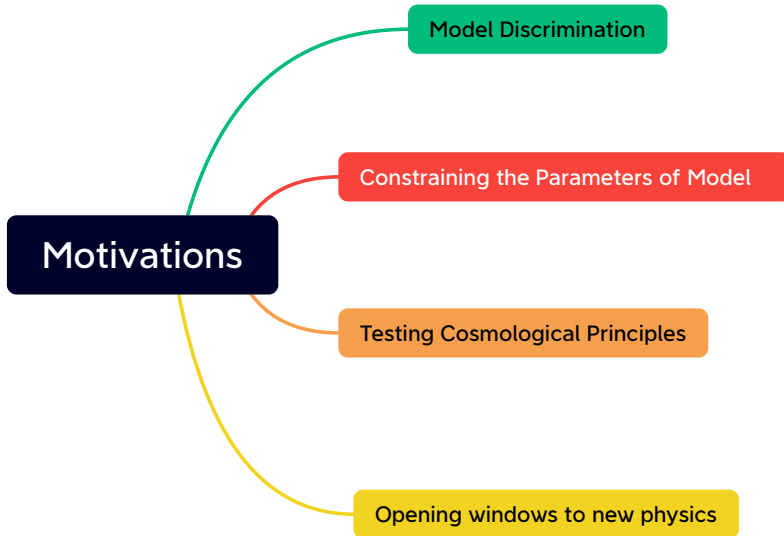 Model Discrimination
Constraining the Parameters of Model
Motivations
Testing Cosmological Principles
Opening windows to new physics